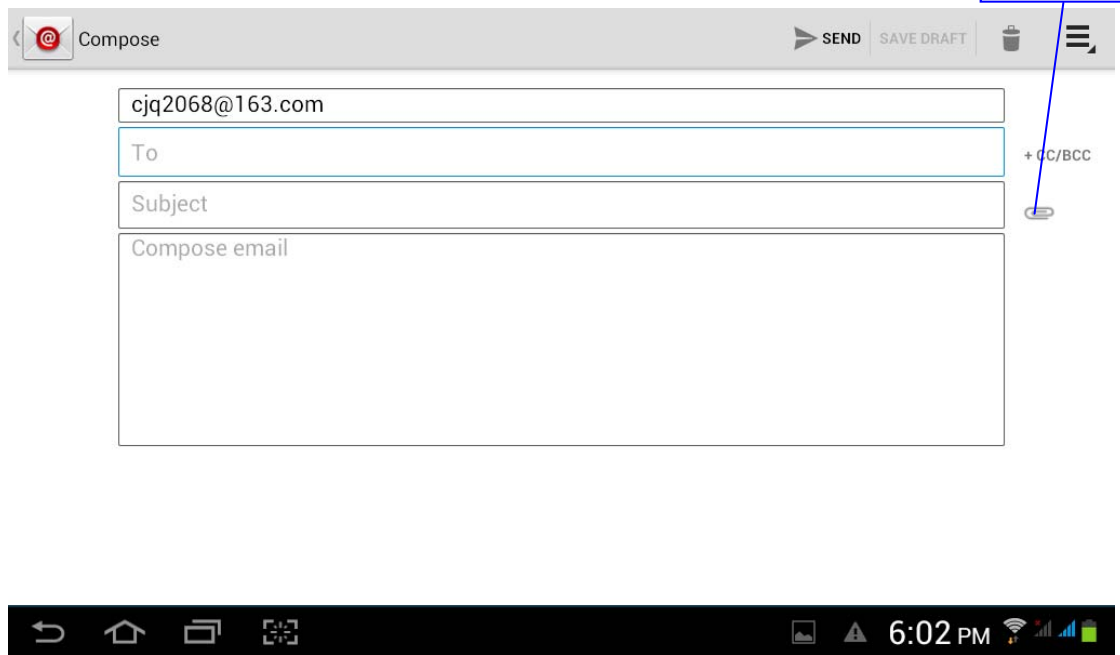 Compose
SEND
SAVE DRAFT
cjq2068@163.com
To
+ CC/BCC
Subject
Compose email
6:02 PM